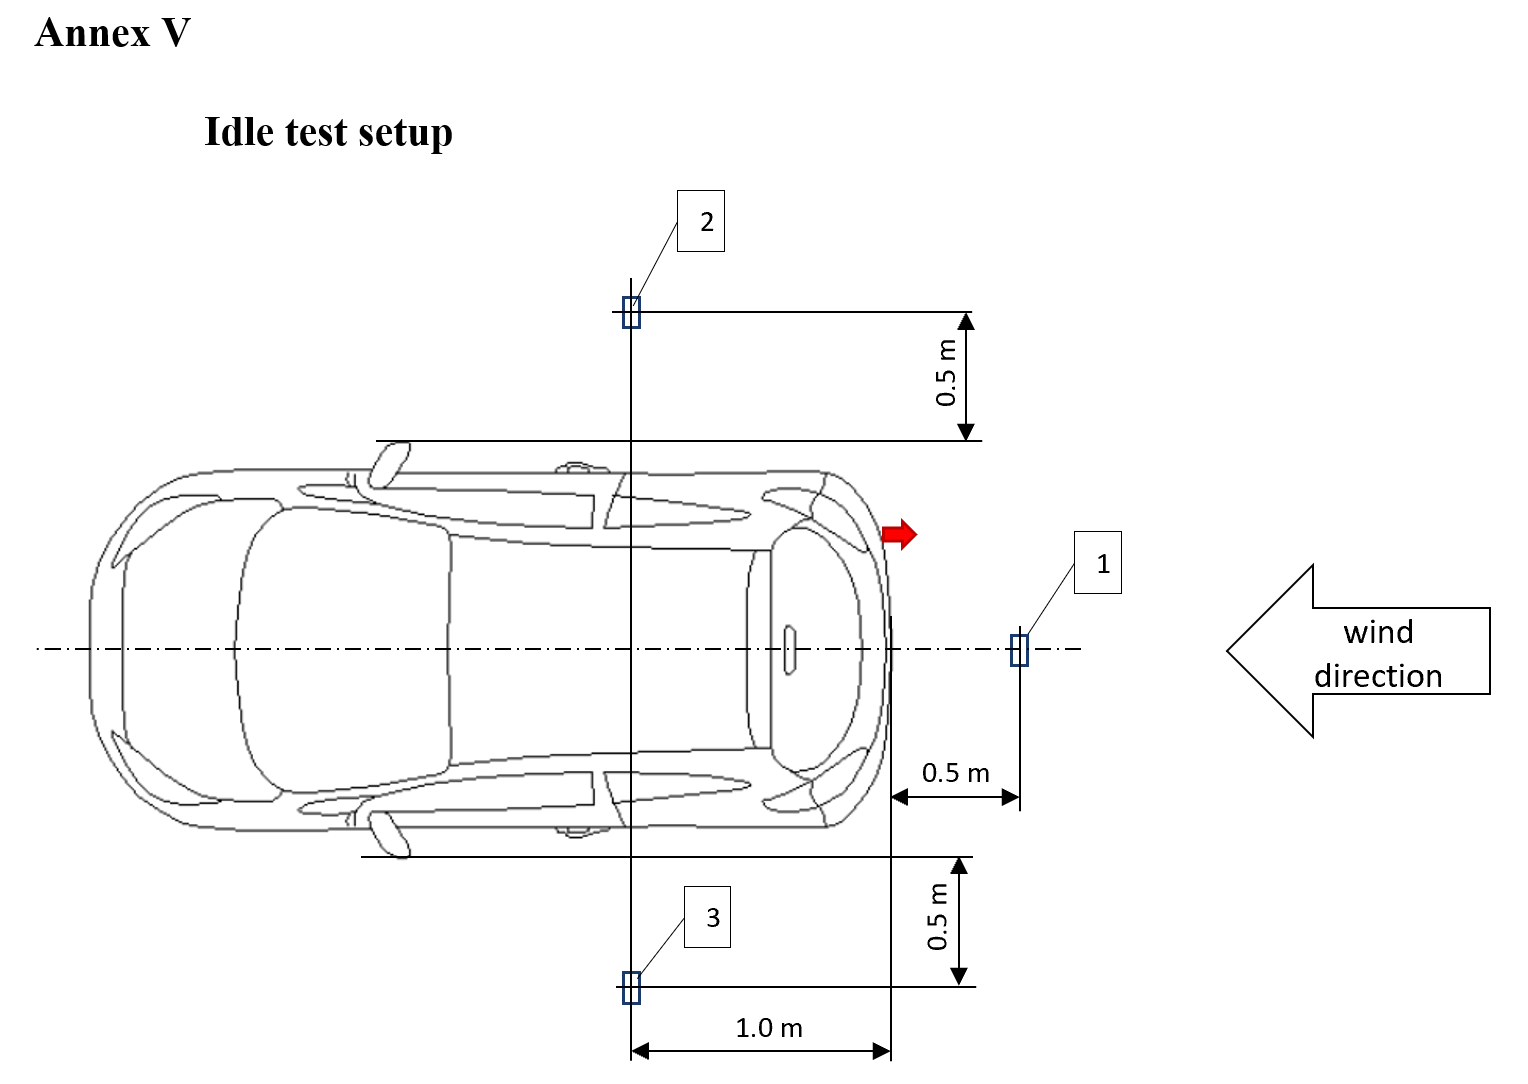 Annex V
Idle test setup
2
0.5 m
1
wind
direction
0.5 m
0.5 m
3
1.0 m